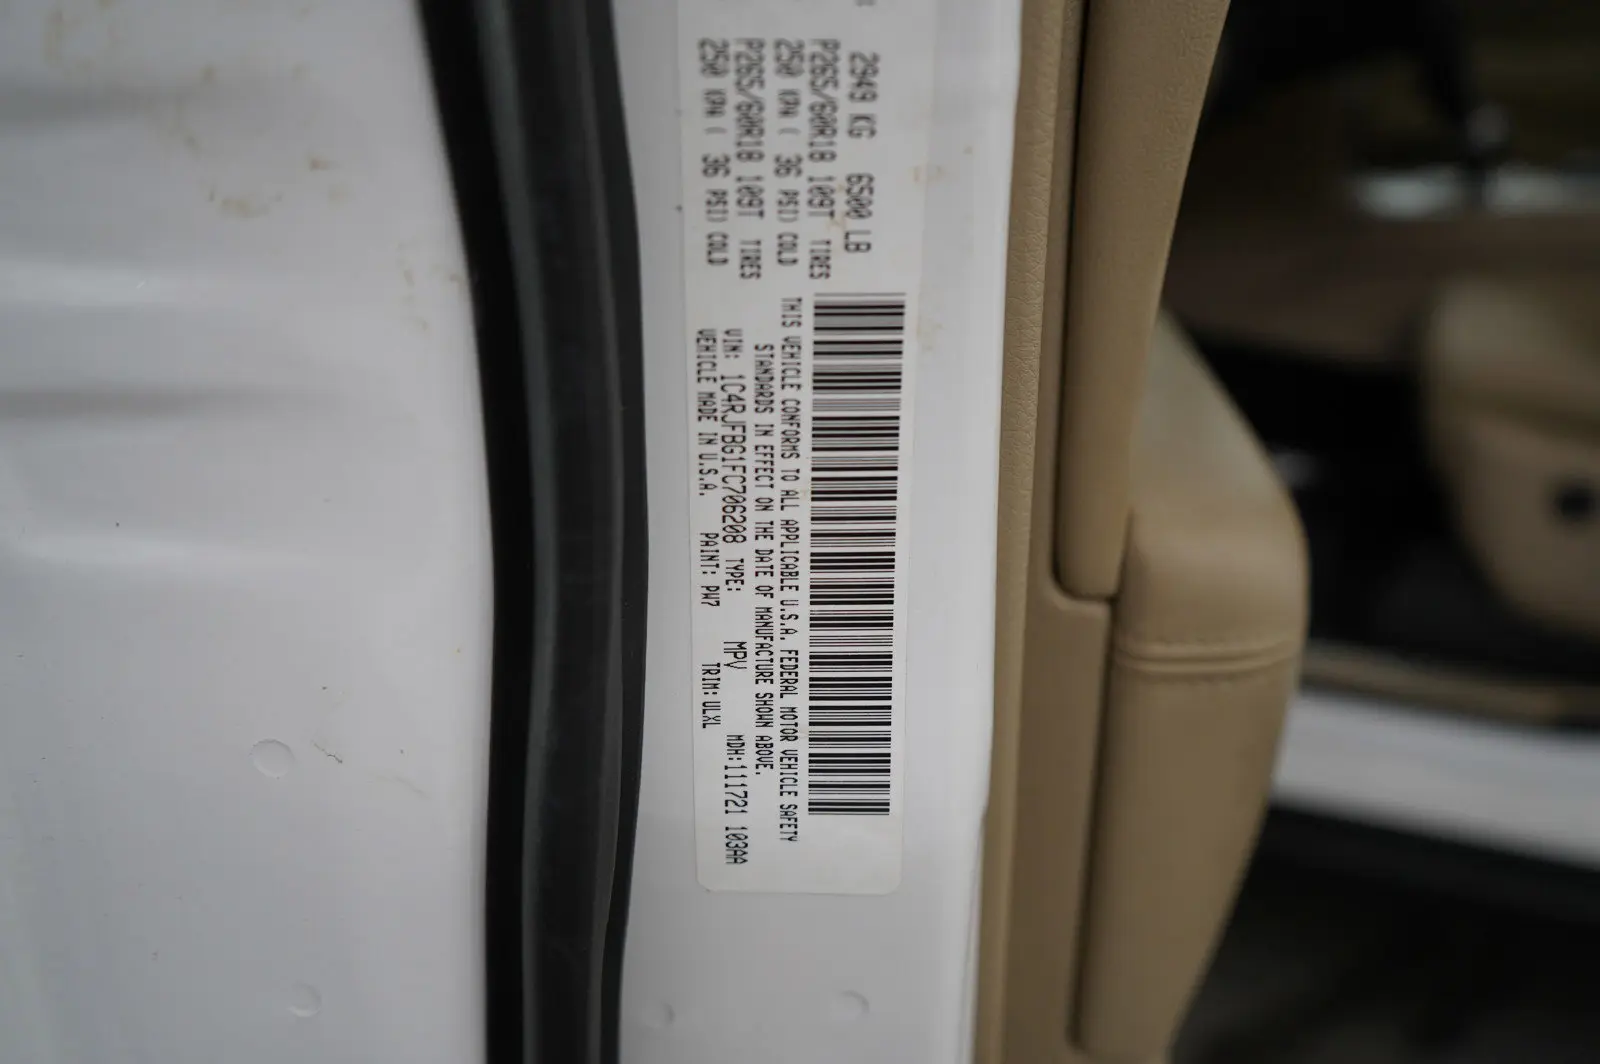 2949 KG 6500 LB
P265/60R18 109T TIRES
250 KPA ( 36 PSI) COLD
P265/60R18 109T TIRES
250 KPA ( 36 PSI) COLD
THIS VEHICLE CONFORMS TO ALL APPLICABLE U.S.A. FEDERAL MOTOR VEHICLE SAFETY
STANDARDS IN EFFECT ON THE DATE OF MANUFACTURE SHOWN ABOVE.
VIN: 1C4RJFBG1FC706208 TYPE: MPV MDH:111721 103AA
VEHICLE MADE IN U.S.A. PAINT: PW7 TRIM: ULXL